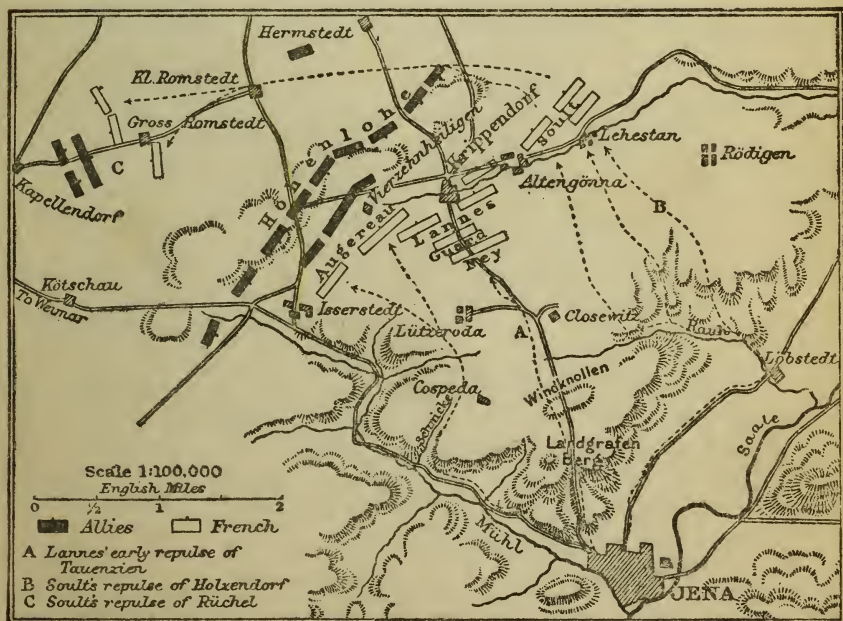 Hermstedt
Kl. Romstedt
Gross Romstedt
C
Kapellendorf
Hohenlohe
Vierzehnheiligen
Krippendorf
Soult
Lehestan
Rödigen
Altengönna
B
Augereau
Lannes
Guard
Ney
Kötschau
To Weimar
Isserstedt
Lützeroda
A
Closewitz
Rauh
Löbstedt
Cospeda
Windknollen
Schnecke
Landgrafen
Berg
Saale
Mühl
JENA
Scale 1:100,000
English Miles
0 ½ 1 2
Allies French
A Lannes' early repulse of
Tauenzien
B Soult's repulse of Holzendorf
C Soult's repulse of Rüchel